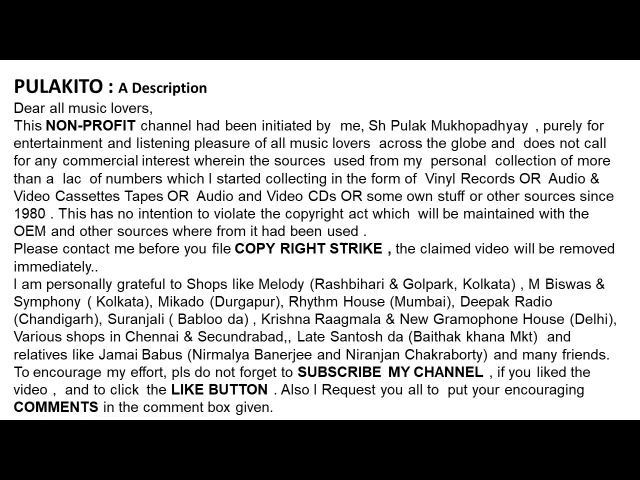 PULAKITO : A Description
Dear all music lovers,
This NON-PROFIT channel had been initiated by me, Sh Pulak Mukhopadhyay , purely for
entertainment and listening pleasure of all music lovers across the globe and does not call
for any commercial interest wherein the sources used from my personal collection of more
than a lac of numbers which I started collecting in the form of Vinyl Records OR Audio &
Video Cassettes Tapes OR Audio and Video CDs OR some own stuff or other sources since
1980 . This has no intention to violate the copyright act which will be maintained with the
OEM and other sources where from it had been used .
Please contact me before you file COPY RIGHT STRIKE , the claimed video will be removed
immediately..
I am personally grateful to Shops like Melody (Rashbihari & Golpark, Kolkata) , M Biswas &
Symphony ( Kolkata), Mikado (Durgapur), Rhythm House (Mumbai), Deepak Radio
(Chandigarh), Suranjali ( Babloo da) , Krishna Raagmala & New Gramophone House (Delhi),
Various shops in Chennai & Secundrabad,, Late Santosh da (Baithak khana Mkt) and
relatives like Jamai Babus (Nirmalya Banerjee and Niranjan Chakraborty) and many friends.
To encourage my effort, pls do not forget to SUBSCRIBE MY CHANNEL , if you liked the
video , and to click the LIKE BUTTON . Also I Request you all to put your encouraging
COMMENTS in the comment box given.